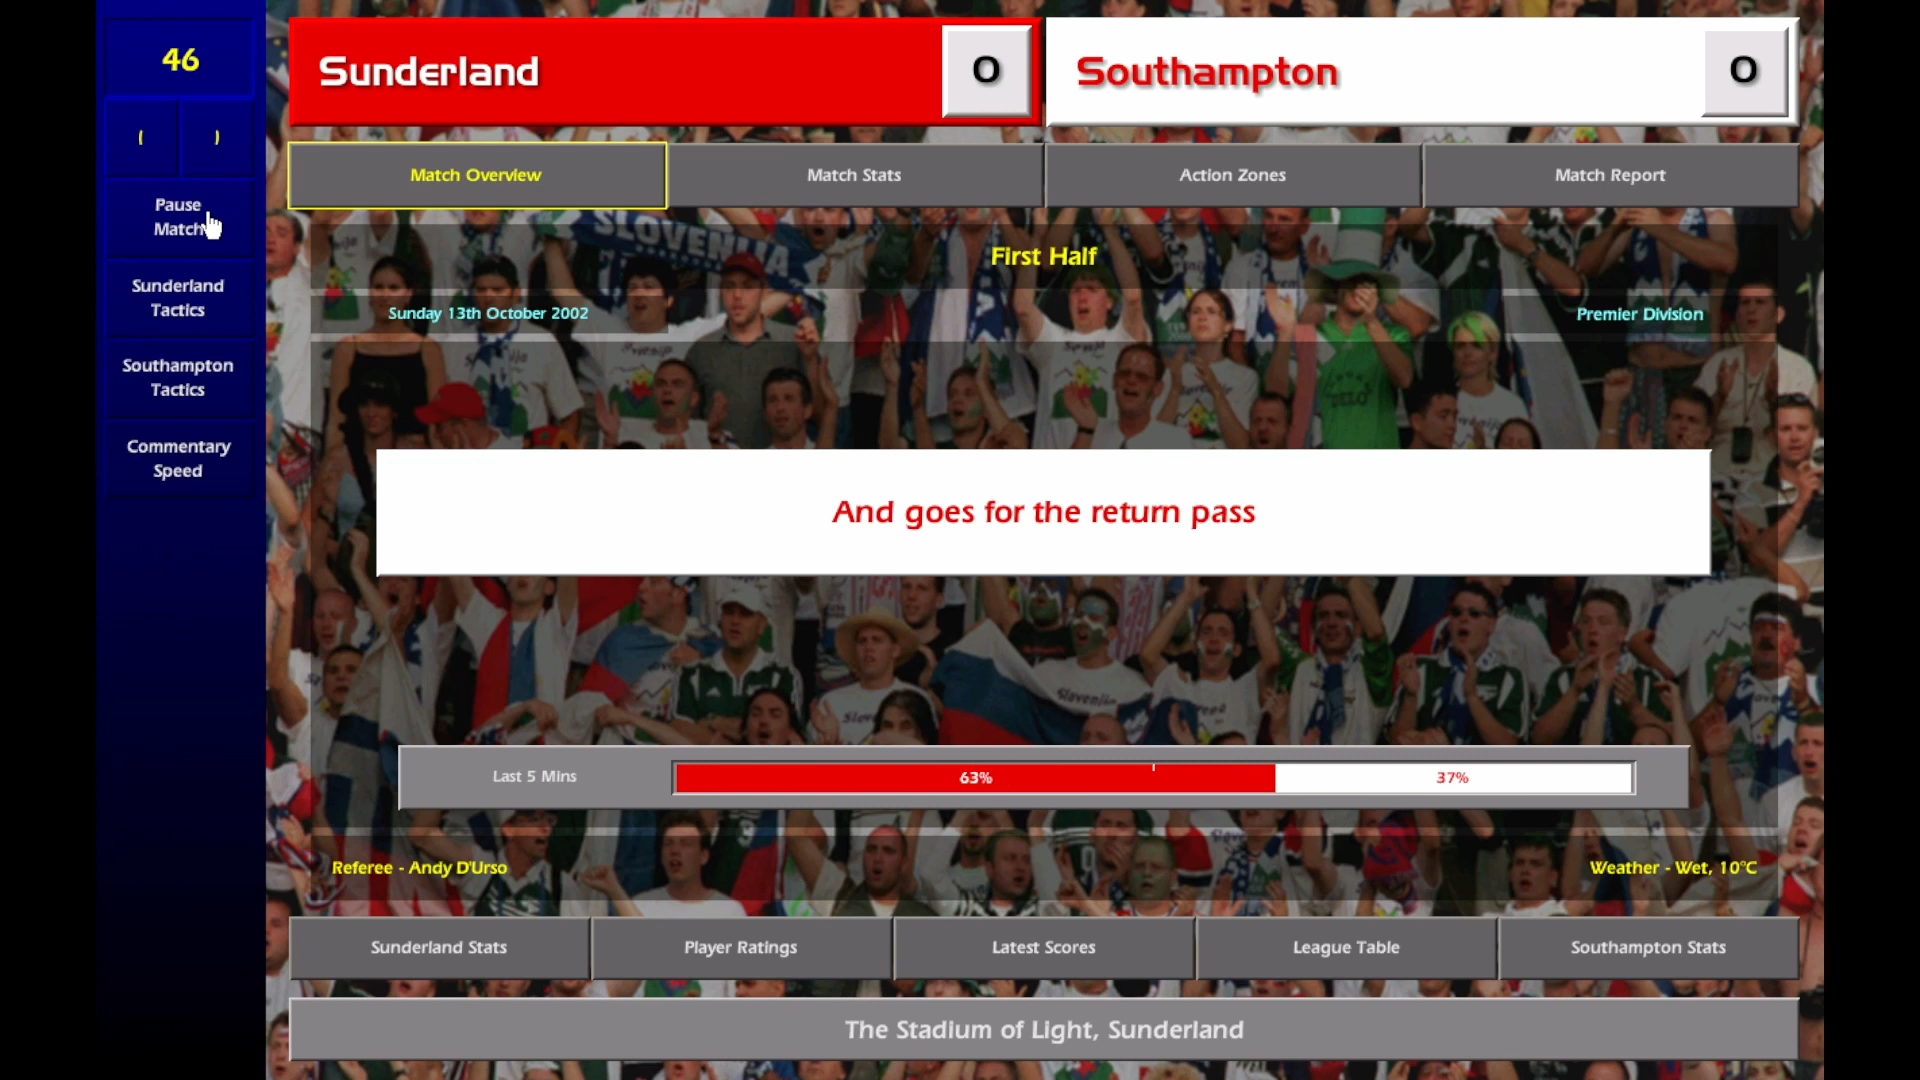 46
Sunderland
0
Southampton
0
( )
Match Overview
Match Stats
Action Zones
Match Report
Pause
Match
SLOVENIJA
First Half
Sunday 13th October 2002
Premier Division
Sunderland
Tactics
Southampton
Tactics
Commentary
Speed
And goes for the return pass
Last 5 Mins
63%
37%
Referee - Andy D'Urso
Weather - Wet, 10°C
Sunderland Stats
Player Ratings
Latest Scores
League Table
Southampton Stats
The Stadium of Light, Sunderland